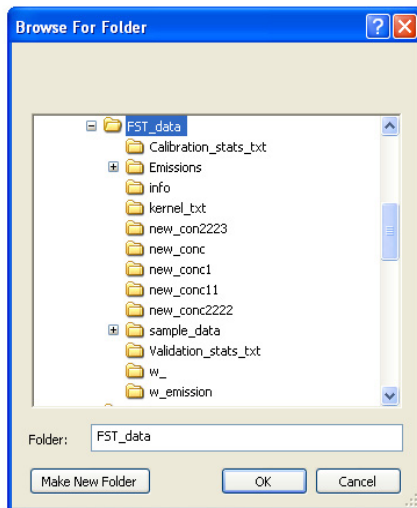 Browse For Folder
FST_data
Calibration_stats_txt
Emissions
info
kernel_txt
new_con2223
new_conc
new_conc1
new_conc11
new_conc2222
sample_data
Validation_stats_txt
w_
w_emission
Folder: FST_data
Make New Folder OK Cancel